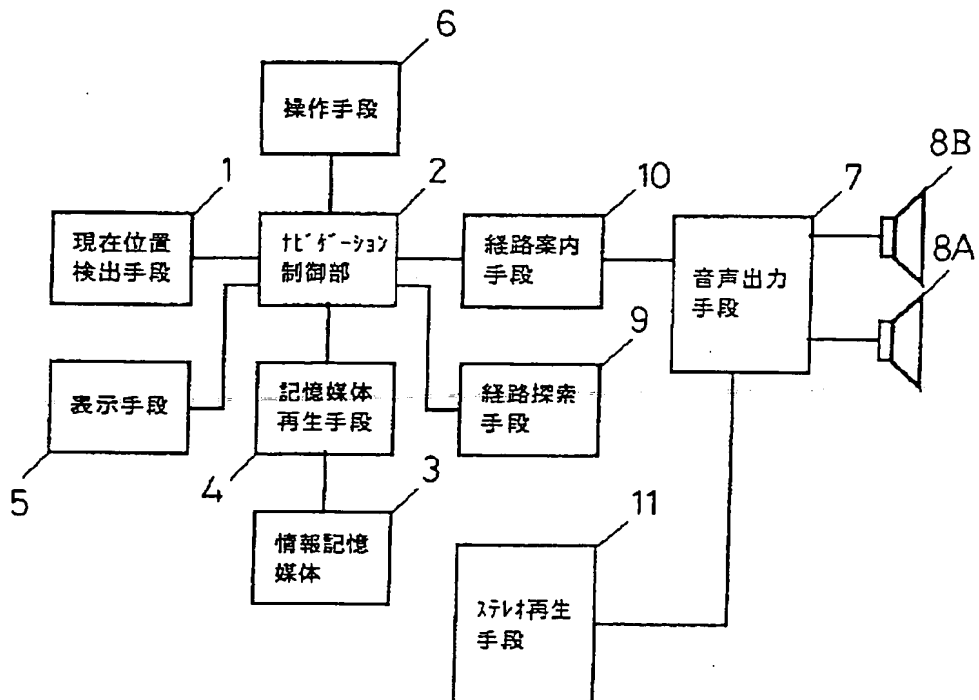 6
操作手段
1
2
10
7
8B
現在位置
検出手段
ナビゲーション
制御部
経路案内
手段
音声出力
手段
8A
9
表示手段
記憶媒体
再生手段
経路探索
手段
5
4
3
11
情報記憶
媒体
ステレオ再生
手段